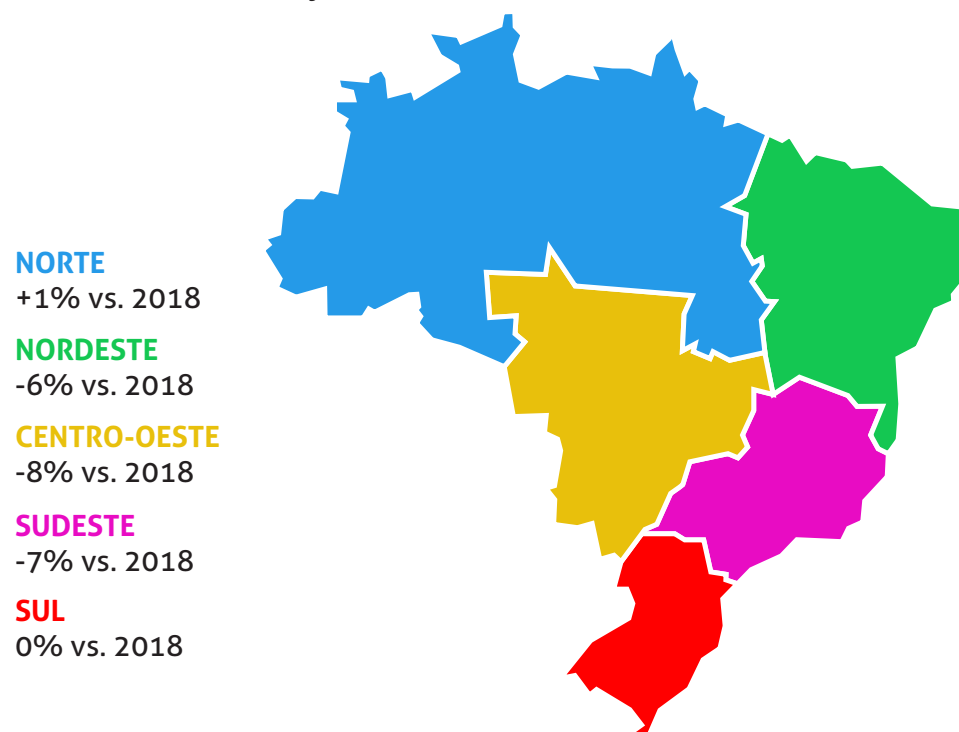 NORTE
+1% vs. 2018
NORDESTE
-6% vs. 2018
CENTRO-OESTE
-8% vs. 2018
SUDESTE
-7% vs. 2018
SUL
0% vs. 2018